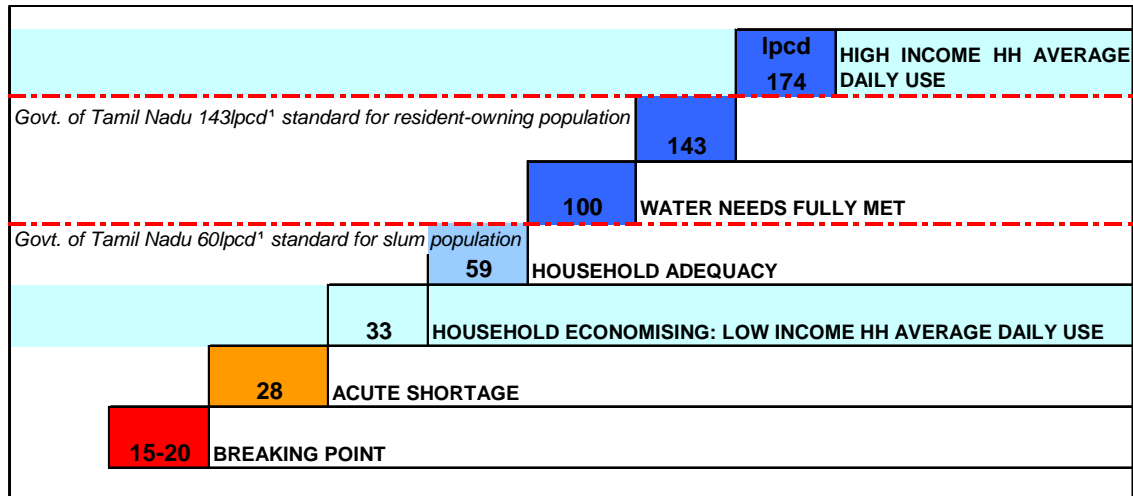 lpcd
174
HIGH INCOME HH AVERAGE
DAILY USE
Govt. of Tamil Nadu 143lpcd¹ standard for resident-owning population
143
100
WATER NEEDS FULLY MET
Govt. of Tamil Nadu 60lpcd¹ standard for slum population
59
HOUSEHOLD ADEQUACY
33
HOUSEHOLD ECONOMISING: LOW INCOME HH AVERAGE DAILY USE
28
ACUTE SHORTAGE
15-20
BREAKING POINT